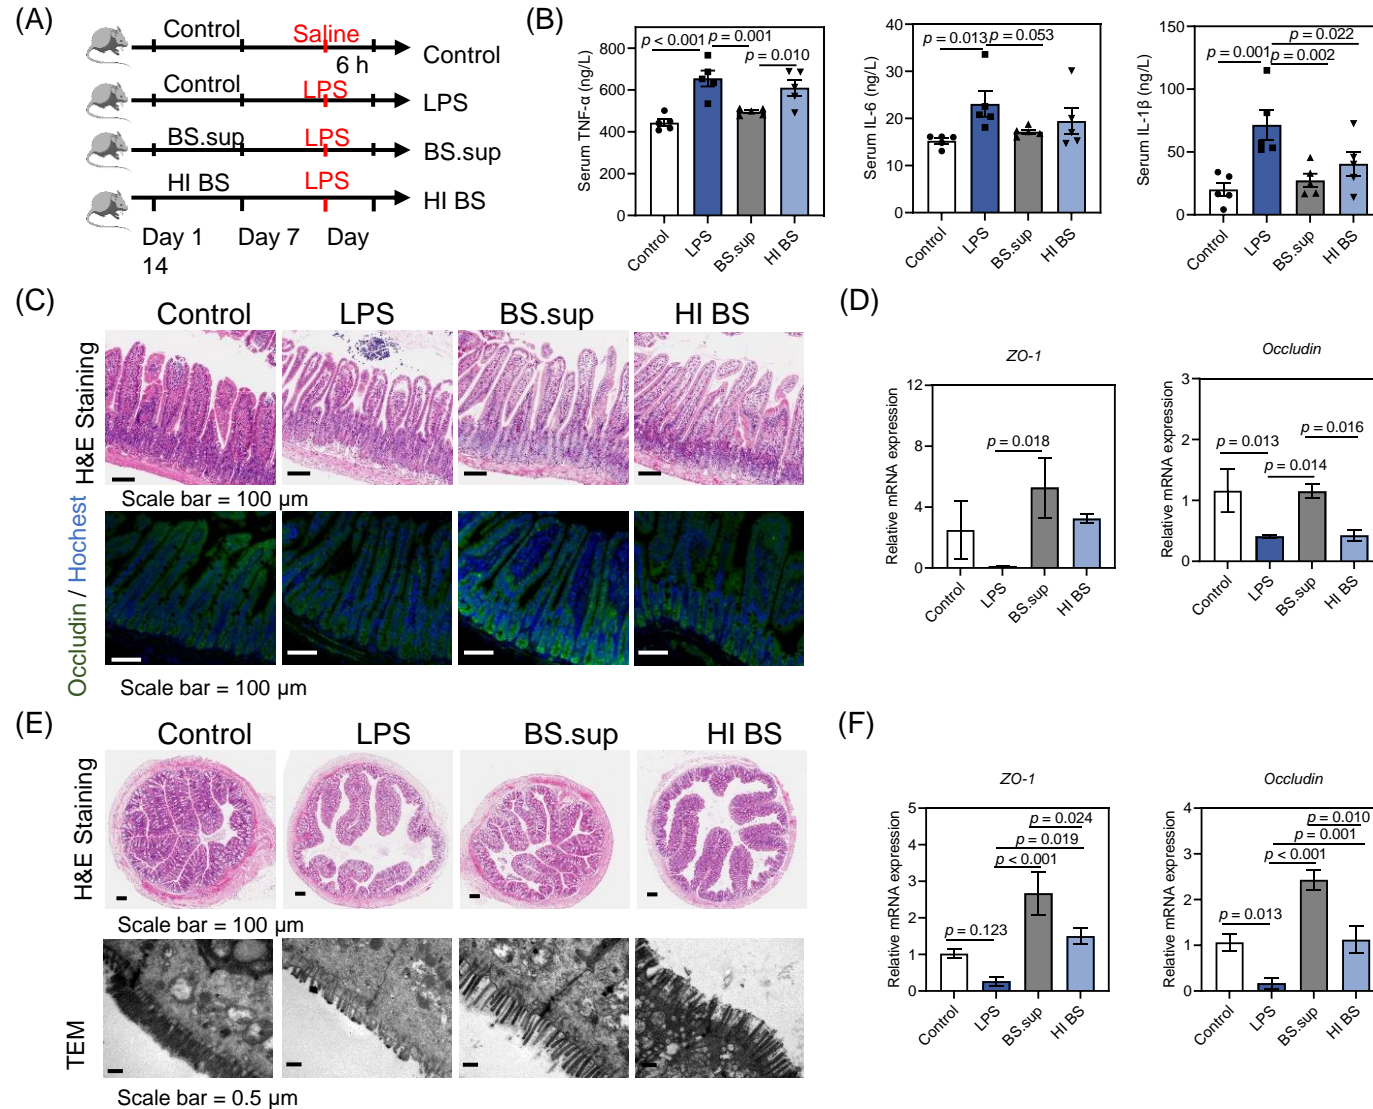 (A)
Control
Saline
6 h
Control
Control
LPS
LPS
BS.sup
LPS
BS.sup
HI BS
LPS
HI BS
Day 1
Day 7
Day
14
(B)
Serum TNF-α (ng/L)
800
600
400
200
0
p < 0.001
p = 0.001
p = 0.010
Control
LPS
BS.sup
HI BS
Serum IL-6 (ng/L)
40
30
20
10
0
p = 0.013
p = 0.053
Control
LPS
BS.sup
HI BS
Serum IL-1β (ng/L)
150
100
50
0
p = 0.022
p = 0.001
p = 0.002
Control
LPS
BS.sup
HI BS
(C)
Control
LPS
BS.sup
HI BS
H&E Staining
Scale bar = 100 μm
Occludin / Hochest
Scale bar = 100 μm
(D)
ZO-1
Relative mRNA expression
12
8
4
0
p = 0.018
Control
LPS
BS.sup
HI BS
Occludin
Relative mRNA expression
3
2
1
0
p = 0.016
p = 0.013
p = 0.014
Control
LPS
BS.sup
HI BS
(E)
Control
LPS
BS.sup
HI BS
H&E Staining
Scale bar = 100 μm
TEM
Scale bar = 0.5 μm
(F)
ZO-1
Relative mRNA expression
5
4
3
2
1
0
p = 0.024
p = 0.019
p < 0.001
p = 0.123
Control
LPS
BS.sup
HI BS
Occludin
Relative mRNA expression
4
3
2
1
0
p = 0.010
p = 0.001
p < 0.001
p = 0.013
Control
LPS
BS.sup
HI BS